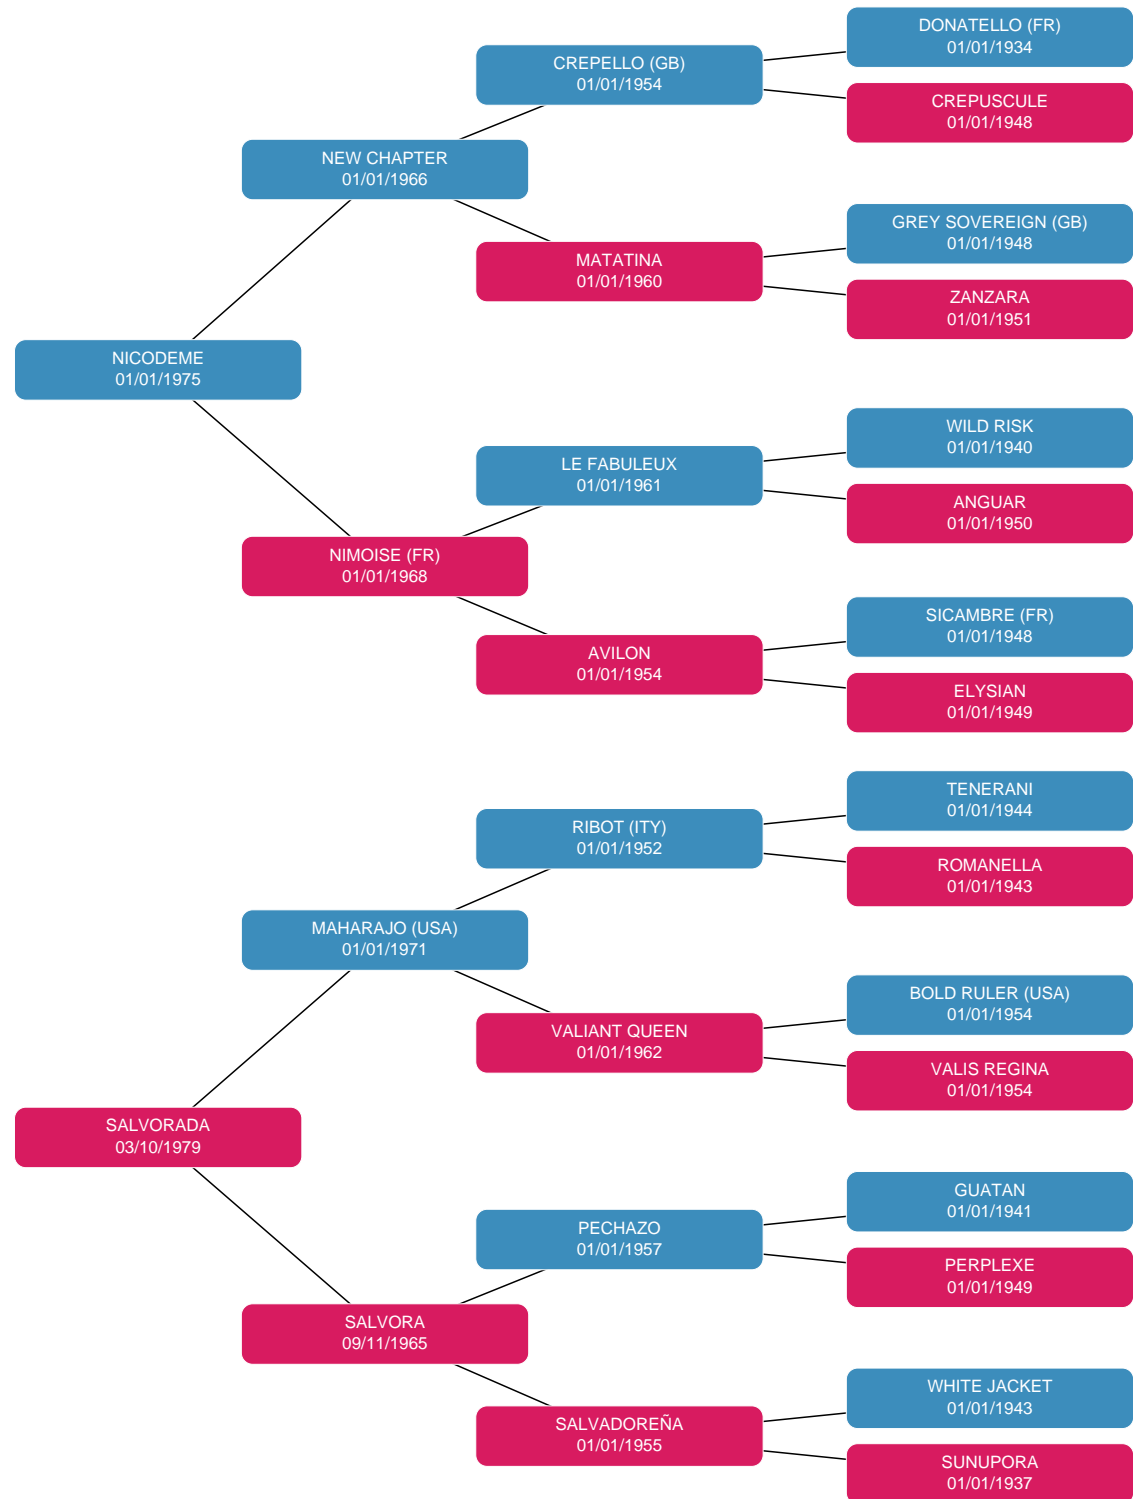 DONATELLO (FR)
01/01/1934
CREPELLO (GB)
01/01/1954
CREPUSCULE
01/01/1948
NEW CHAPTER
01/01/1966
GREY SOVEREIGN (GB)
01/01/1948
MATATINA
01/01/1960
ZANZARA
01/01/1951
NICODEME
01/01/1975
WILD RISK
01/01/1940
LE FABULEUX
01/01/1961
ANGUAR
01/01/1950
NIMOISE (FR)
01/01/1968
SICAMBRE (FR)
01/01/1948
AVILON
01/01/1954
ELYSIAN
01/01/1949
TENERANI
01/01/1944
RIBOT (ITY)
01/01/1952
ROMANELLA
01/01/1943
MAHARAJO (USA)
01/01/1971
BOLD RULER (USA)
01/01/1954
VALIANT QUEEN
01/01/1962
VALIS REGINA
01/01/1954
SALVORADA
03/10/1979
GUATAN
01/01/1941
PECHAZO
01/01/1957
PERPLEXE
01/01/1949
SALVORA
09/11/1965
WHITE JACKET
01/01/1943
SALVADOREÑA
01/01/1955
SUNUPORA
01/01/1937